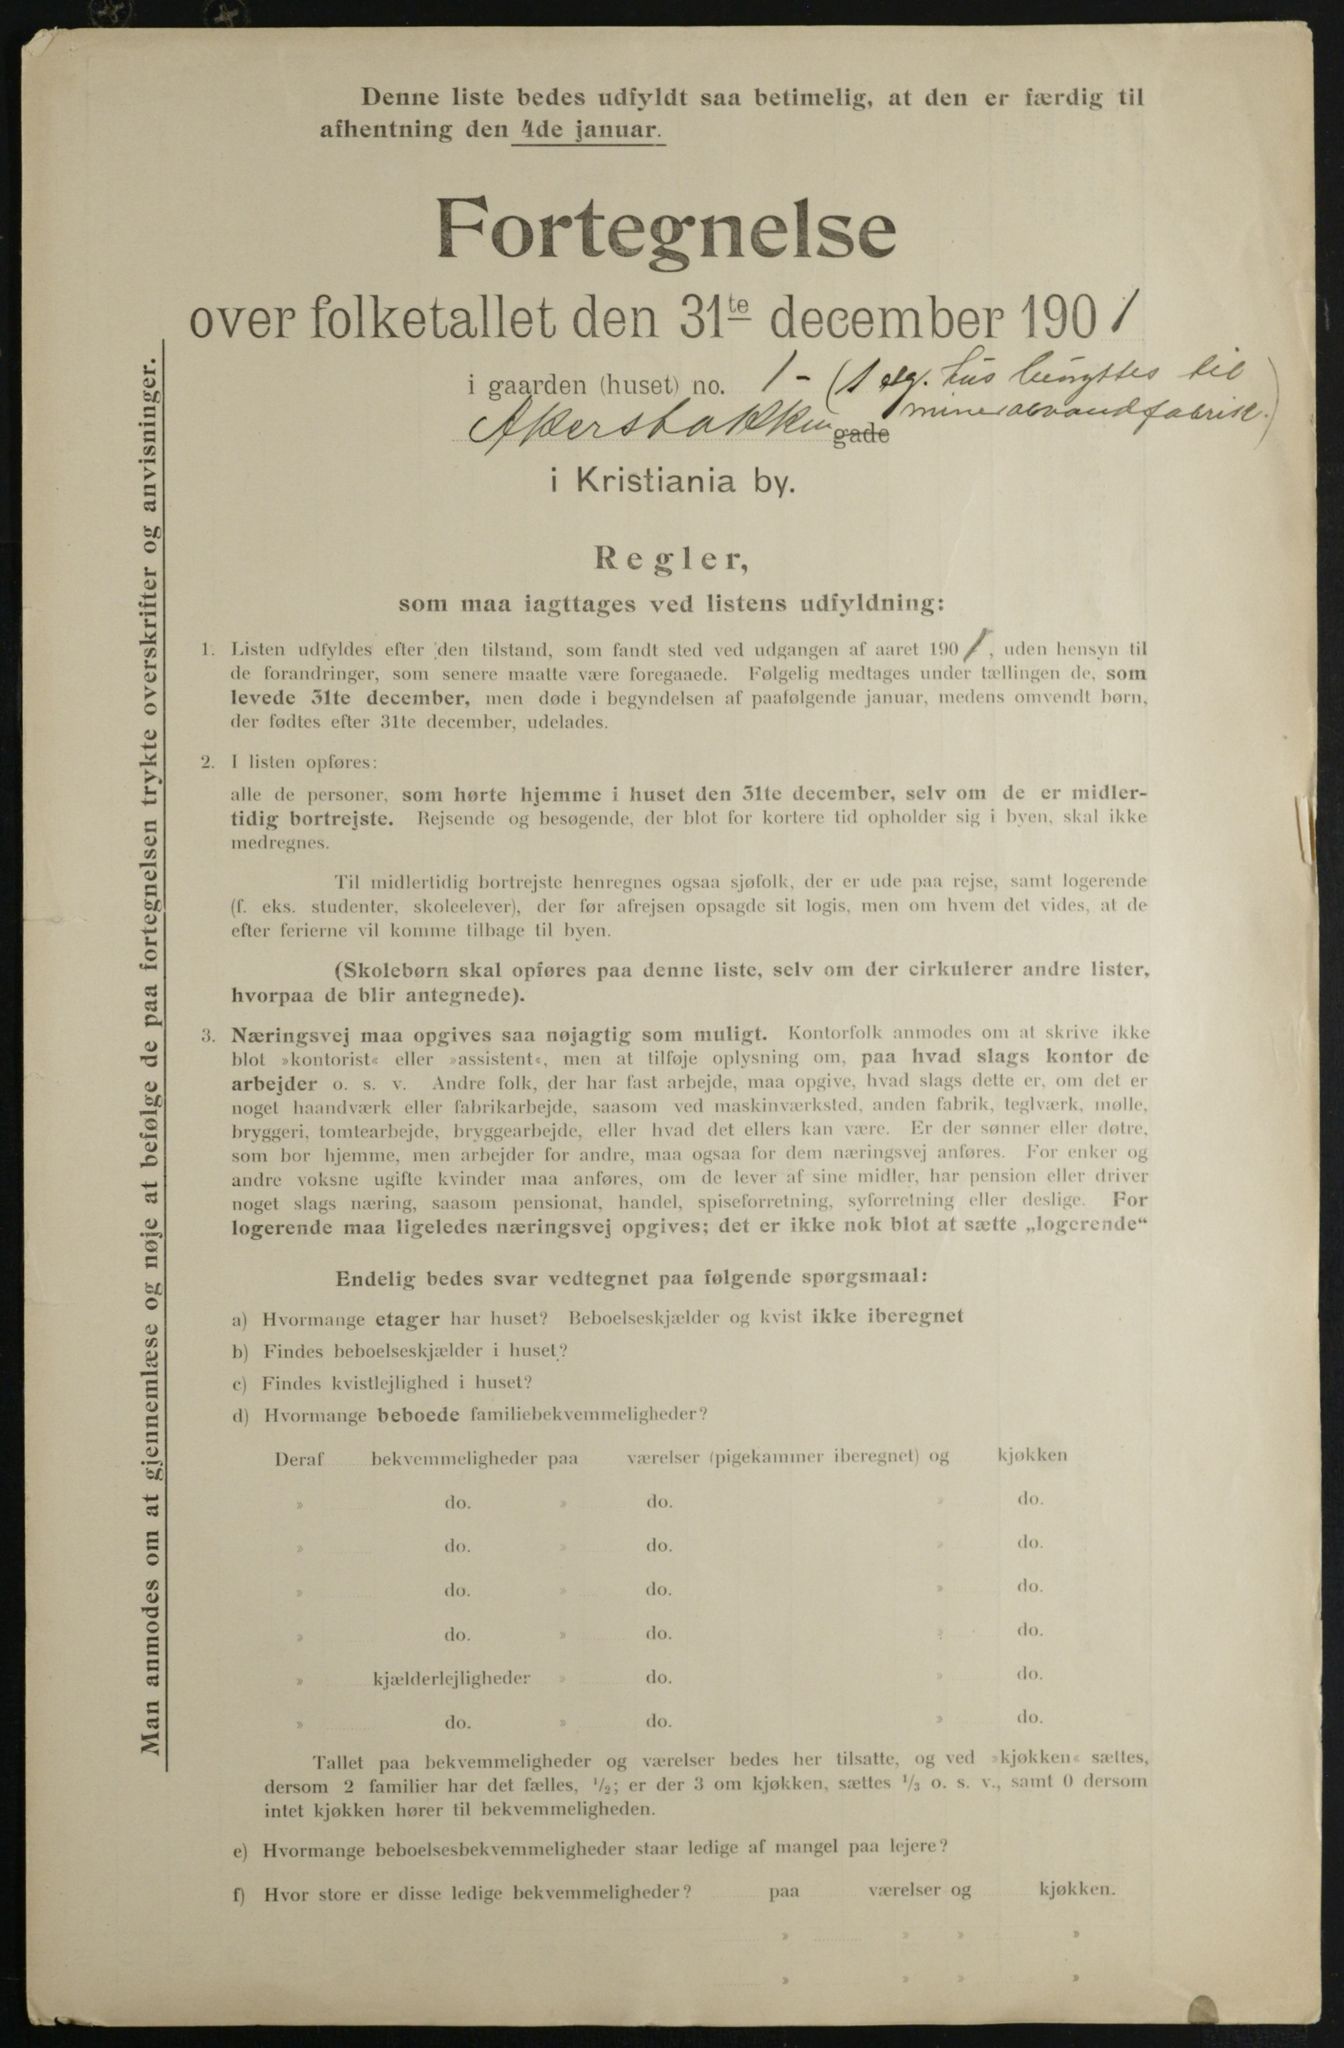 Denne liste bedes udfyldt saa betimelig, at den er færdig til
afhentning den 4de januar.
Fortegnelse
over folketallet den 31te december 1901
i gaarden (huset) no. 1 - (1 etg. hus benyttes til
mineralvandfabrik.)
Akersbakken gade
i Kristiania by.
Regler,
som maa iagttages ved listens udfyldning:
1. Listen udfyldes efter den tilstand, som fandt sted ved udgangen af aaret 1901, uden hensyn til
de forandringer, som senere maatte være foregaaede. Følgelig medtages under tællingen de, som
levede 31te december, men døde i begyndelsen af paafølgende januar, medens omvendt børn,
der fødtes efter 31te december, udelades.
2. I listen opføres:
alle de personer, som hørte hjemme i huset den 31te december, selv om de er midler-
tidig bortrejste. Rejsende og besøgende, der blot for kortere tid opholder sig i byen, skal ikke
medregnes.
Til midlertidig bortrejste henregnes ogsaa sjøfolk, der er ude paa rejse, samt logerende
(f. eks. studenter, skoleelever), der før afrejsen opsagde sit logis, men om hvem det vides, at de
efter ferierne vil komme tilbage til byen.
(Skolebørn skal opføres paa denne liste, selv om der cirkulerer andre lister,
hvorpaa de blir antegnede).
3. Næringsvej maa opgives saa nøjagtig som muligt. Kontorfolk anmodes om at skrive ikke
blot »kontorist« eller »assistent«, men at tilføje oplysning om, paa hvad slags kontor de
arbejder o. s. v. Andre folk, der har fast arbejde, maa opgive, hvad slags dette er, om det er
noget haandværk eller fabrikarbejde, saasom ved maskinværksted, anden fabrik, teglværk, mølle,
bryggeri, tomtearbejde, bryggearbejde, eller hvad det ellers kan være. Er der sønner eller døtre,
som bor hjemme, men arbejder for andre, maa ogsaa for dem næringsvej anføres. For enker og
andre voksne ugifte kvinder maa anføres, om de lever af sine midler, har pension eller driver
noget slags næring, saasom pensionat, handel, spiseforretning, syforretning eller deslige. For
logerende maa ligeledes næringsvej opgives; det er ikke nok blot at sætte „logerende“
Endelig bedes svar vedtegnet paa følgende spørgsmaal:
a) Hvormange etager har huset? Beboelseskjælder og kvist ikke iberegnet
b) Findes beboelseskjælder i huset?
c) Findes kvistlejlighed i huset?
d) Hvormange beboede familiebekvemmeligheder?
Deraf bekvemmeligheder paa værelser (pigekammer iberegnet) og kjøkken
» do. » do. » do.
» do. » do. » do.
» do. » do. » do.
» do. » do. » do.
» kjælderlejligheder » do. » do.
» do. » do. » do.
Tallet paa bekvemmeligheder og værelser bedes her tilsatte, og ved »kjøkken« sættes,
dersom 2 familier har det fælles, 1/2; er der 3 om kjøkken, sættes 1/3 o. s. v., samt 0 dersom
intet kjøkken hører til bekvemmeligheden.
e) Hvormange beboelsesbekvemmeligheder staar ledige af mangel paa lejere?
f) Hvor store er disse ledige bekvemmeligheder? paa værelser og kjøkken.
» » » »
» » » »
Man anmodes om at gjennemlæse og nøje at befølge de paa fortegnelsen trykte overskrifter og anvisninger.